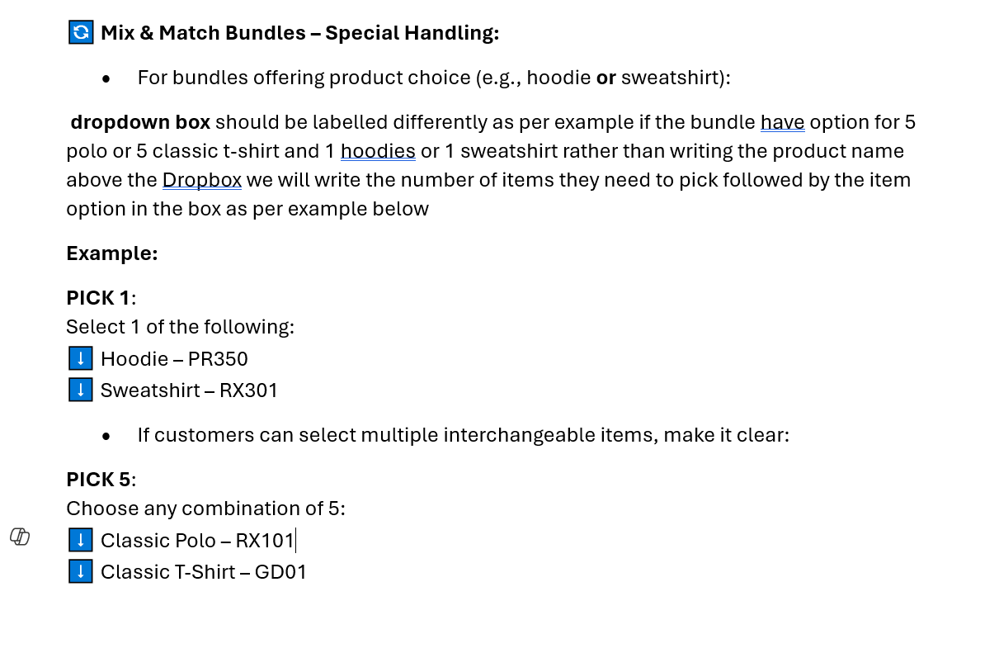 🔄 Mix & Match Bundles – Special Handling:
• For bundles offering product choice (e.g., hoodie or sweatshirt):
dropdown box should be labelled differently as per example if the bundle have option for 5
polo or 5 classic t-shirt and 1 hoodies or 1 sweatshirt rather than writing the product name
above the Dropbox we will write the number of items they need to pick followed by the item
option in the box as per example below
Example:
PICK 1:
Select 1 of the following:
⬇️ Hoodie – PR350
⬇️ Sweatshirt – RX301
• If customers can select multiple interchangeable items, make it clear:
PICK 5:
Choose any combination of 5:
⬇️ Classic Polo – RX101
⬇️ Classic T-Shirt – GD01